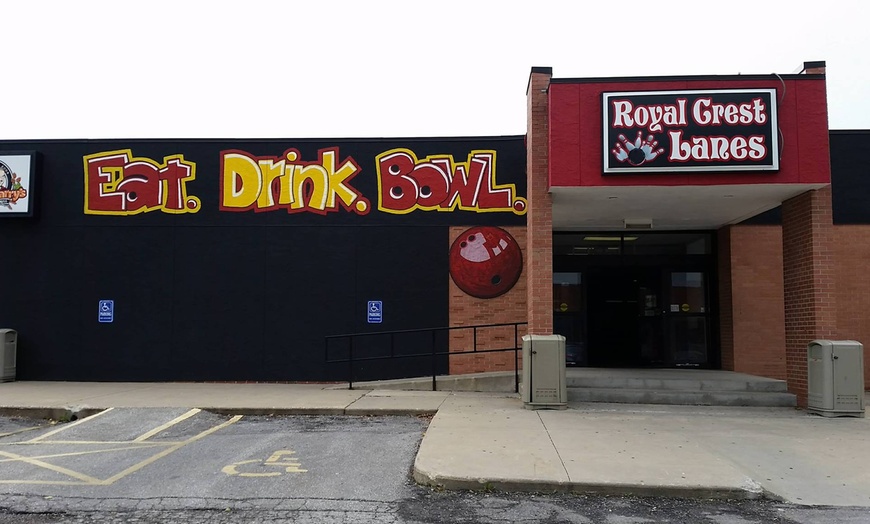 Eat. Drink. Bowl.
Royal Crest
Lanes